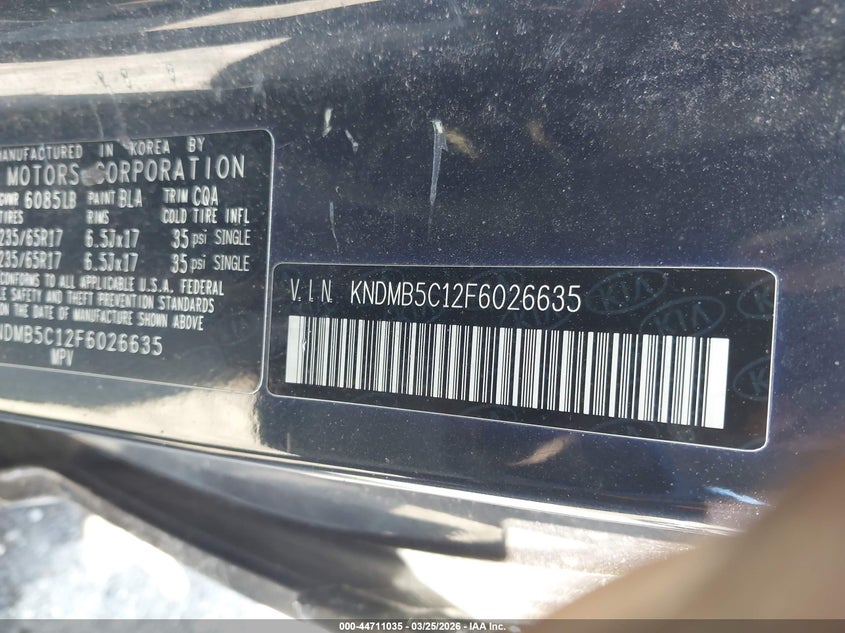 MANUFACTURED IN KOREA BY
MOTORS CORPORATION
GVWR 6085LB PAINT BLA TRIM CQA
TIRES RIMS COLD TIRE INFL
235/65R17 6.5Jx17 35 psi SINGLE
235/65R17 6.5Jx17 35 psi SINGLE
CONFORMS TO ALL APPLICABLE U.S.A. FEDERAL
SAFETY AND THEFT PREVENTION STANDARDS
ON THE DATE OF MANUFACTURE SHOWN ABOVE
NDMB5C12F6026635
MPV
V.I.N. KNDMB5C12F6026635
KIA
000-44711035 - 03/25/2026 - IAA Inc.